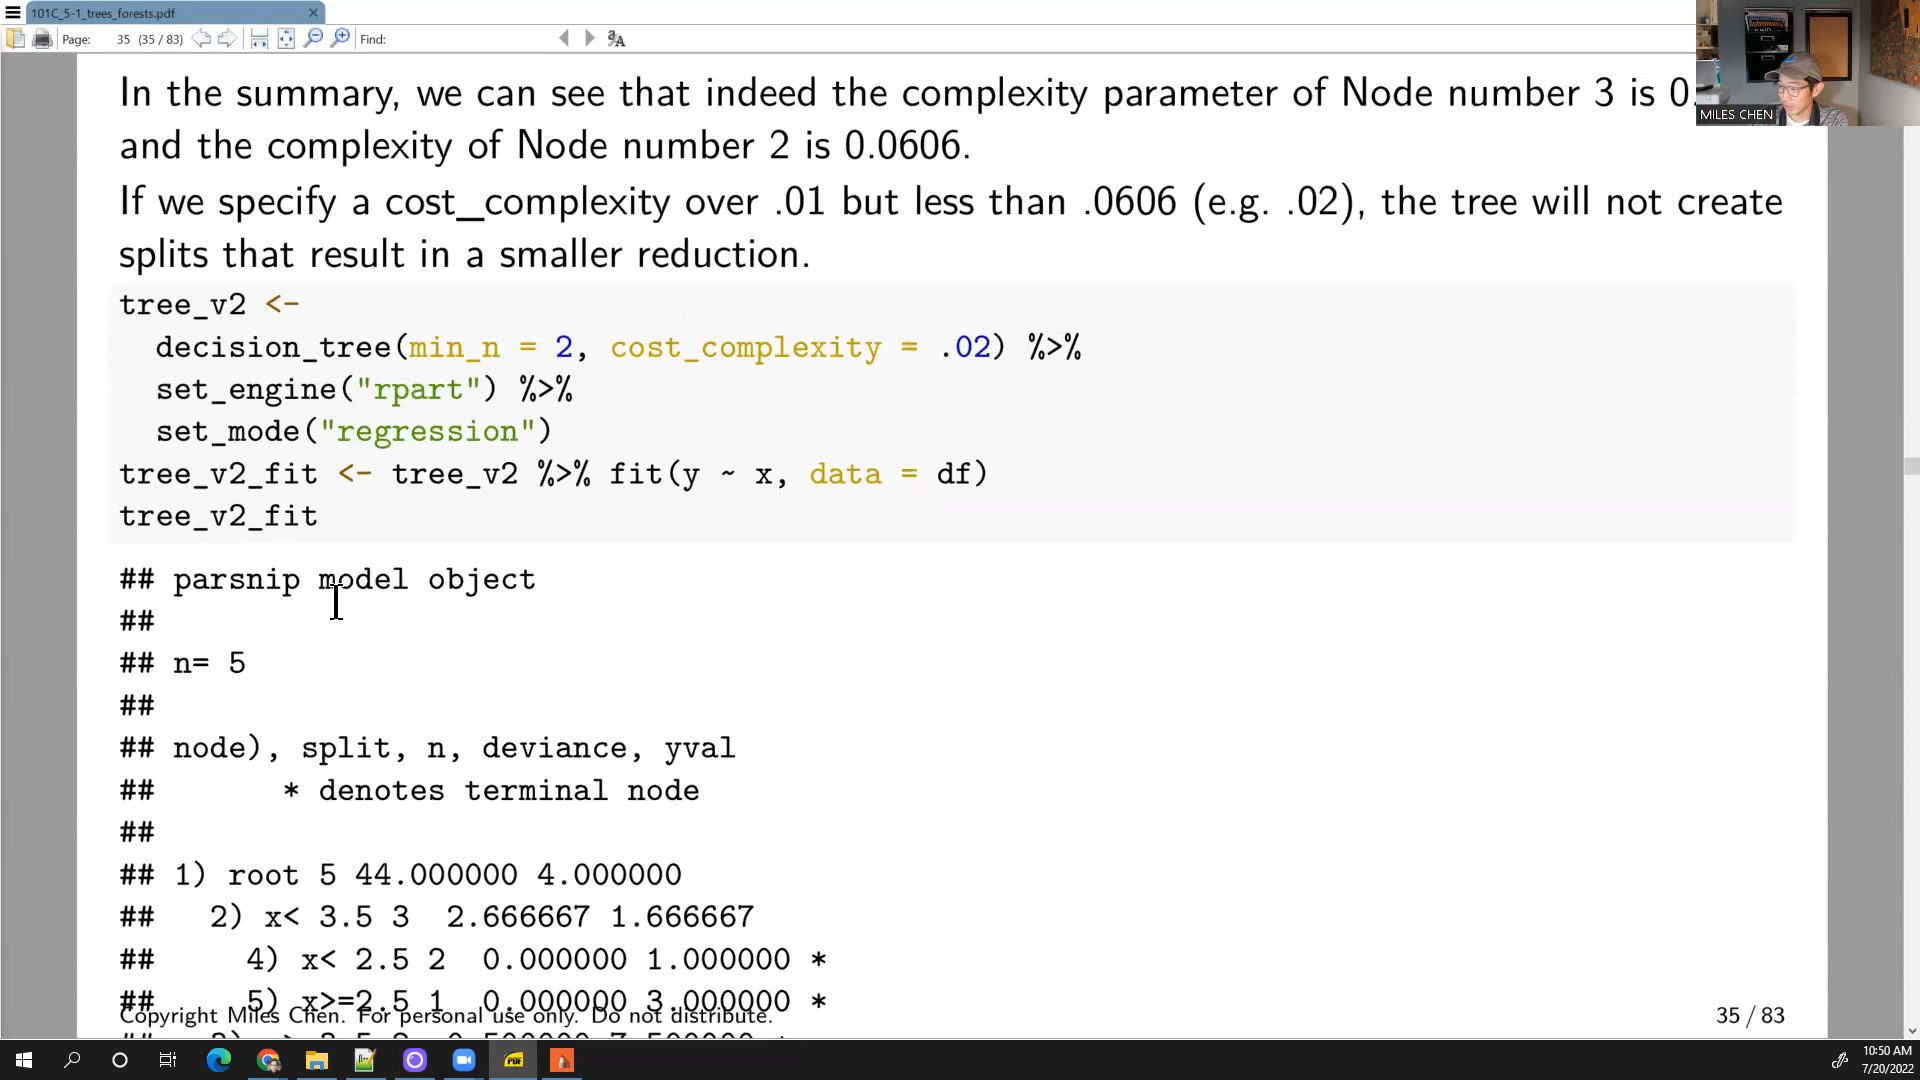 101C_5-1_trees_forests.pdf
Page: 35 (35 / 83) Find:
MILES CHEN
In the summary, we can see that indeed the complexity parameter of Node number 3 is 0.
and the complexity of Node number 2 is 0.0606.
If we specify a cost_complexity over .01 but less than .0606 (e.g. .02), the tree will not create
splits that result in a smaller reduction.
tree_v2 <-
decision_tree(min_n = 2, cost_complexity = .02) %>%
set_engine("rpart") %>%
set_mode("regression")
tree_v2_fit <- tree_v2 %>% fit(y ~ x, data = df)
tree_v2_fit
## parsnip model object
##
## n= 5
##
## node), split, n, deviance, yval
## * denotes terminal node
##
## 1) root 5 44.000000 4.000000
## 2) x< 3.5 3 2.666667 1.666667
## 4) x< 2.5 2 0.000000 1.000000 *
## 5) x>=2.5 1 0.000000 3.000000 *
Copyright Miles Chen. For personal use only. Do not distribute.
35 / 83
10:50 AM
7/20/2022